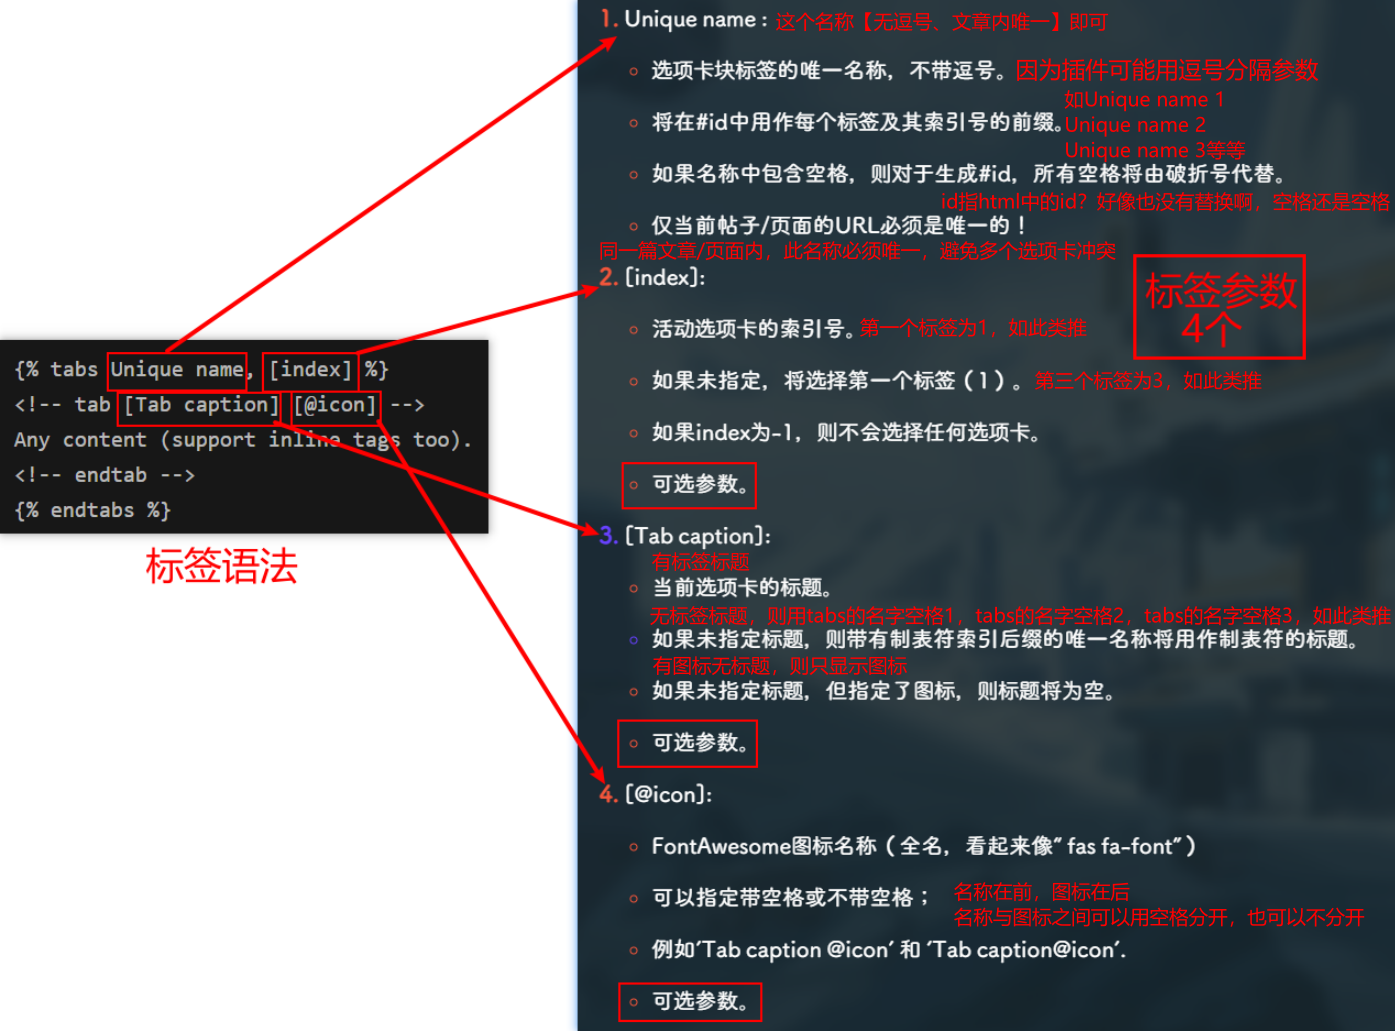 {% tabs Unique name, [index] %}
<!-- tab [Tab caption] [@icon] -->
Any content (support inline tags too).
<!-- endtab -->
{% endtabs %}
标签语法
1. Unique name : 这个名称【无逗号、文章内唯一】即可
选项卡块标签的唯一名称，不带逗号。因为插件可能用逗号分隔参数
如Unique name 1
将在#id中用作每个标签及其索引号的前缀。Unique name 2
Unique name 3等等
如果名称中包含空格，则对于生成#id，所有空格将由破折号代替。
id指html中的id？好像也没有替换啊，空格还是空格
仅当前帖子/页面的URL必须是唯一的！
同一篇文章/页面内，此名称必须唯一，避免多个选项卡冲突
2. [index]:
标签参数
4个
活动选项卡的索引号。第一个标签为1，如此类推
如果未指定，将选择第一个标签（1）。第三个标签为3，如此类推
如果index为-1，则不会选择任何选项卡。
可选参数。
3. [Tab caption]:
有标签标题
当前选项卡的标题。
无标签标题，则用tabs的名字空格1，tabs的名字空格2，tabs的名字空格3，如此类推
如果未指定标题，则带有制表符索引后缀的唯一名称将用作制表符的标题。
有图标无标题，则只显示图标
如果未指定标题，但指定了图标，则标题将为空。
可选参数。
4. [@icon]:
FontAwesome图标名称（全名，看起来像“ fas fa-font”）
可以指定带空格或不带空格； 名称在前，图标在后
名称与图标之间可以用空格分开，也可以不分开
例如'Tab caption @icon' 和 'Tab caption@icon'.
可选参数。